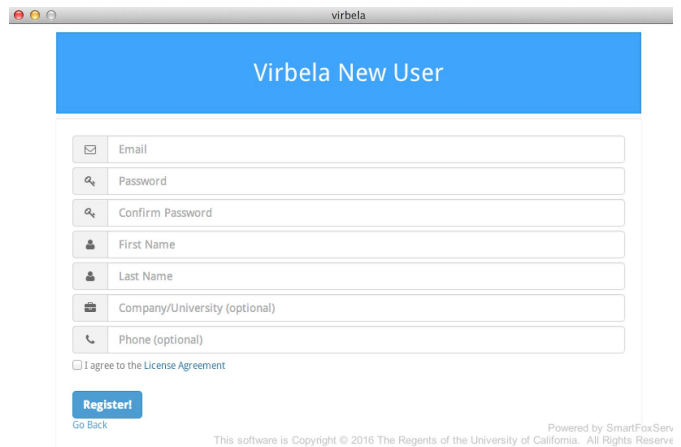 virbela
Virbela New User
Email
Password
Confirm Password
First Name
Last Name
Company/University (optional)
Phone (optional)
I agree to the License Agreement
Register!
Go Back
Powered by SmartFoxServ
This software is Copyright © 2016 The Regents of the University of California. All Rights Reserve